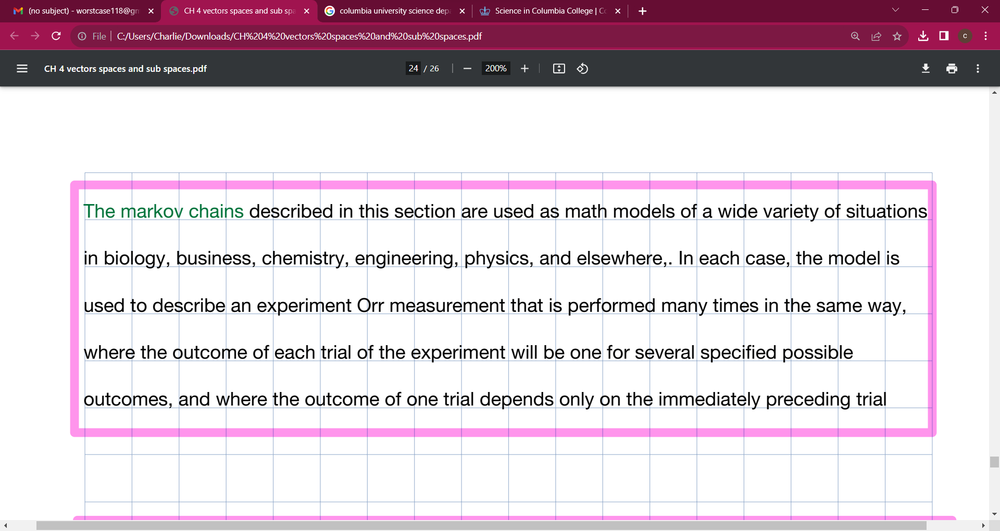 (no subject) - worstcase118@gm
CH 4 vectors spaces and sub spa
columbia university science depa
Science in Columbia College | Co
File
C:/Users/Charlie/Downloads/CH%204%20vectors%20spaces%20and%20sub%20spaces.pdf
C
CH 4 vectors spaces and sub spaces.pdf
24 / 26
200%
The markov chains described in this section are used as math models of a wide variety of situations
in biology, business, chemistry, engineering, physics, and elsewhere,. In each case, the model is
used to describe an experiment Orr measurement that is performed many times in the same way,
where the outcome of each trial of the experiment will be one for several specified possible
outcomes, and where the outcome of one trial depends only on the immediately preceding trial